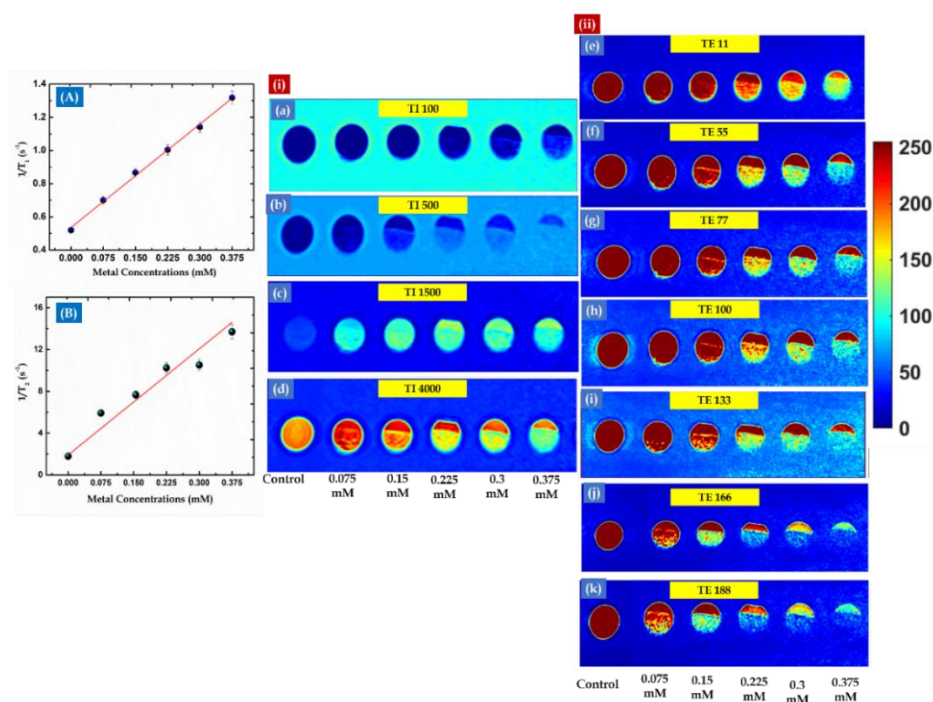 (A)
1/T₁ (s⁻¹)
1.4
1.2
1.0
0.8
0.6
0.4
0.000 0.075 0.150 0.225 0.300 0.375
Metal Concentrations (mM)
(B)
1/T₂ (s⁻¹)
16
12
8
4
0
0.000 0.075 0.150 0.225 0.300 0.375
Metal Concentrations (mM)
(i)
(a)
TI 100
(b)
TI 500
(c)
TI 1500
(d)
TI 4000
Control 0.075 0.15 0.225 0.3 0.375
mM mM mM mM mM
(ii)
(e)
TE 11
(f)
TE 55
(g)
TE 77
(h)
TE 100
(i)
TE 133
(j)
TE 166
(k)
TE 188
Control 0.075 0.15 0.225 0.3 0.375
mM mM mM mM mM
250
200
150
100
50
0